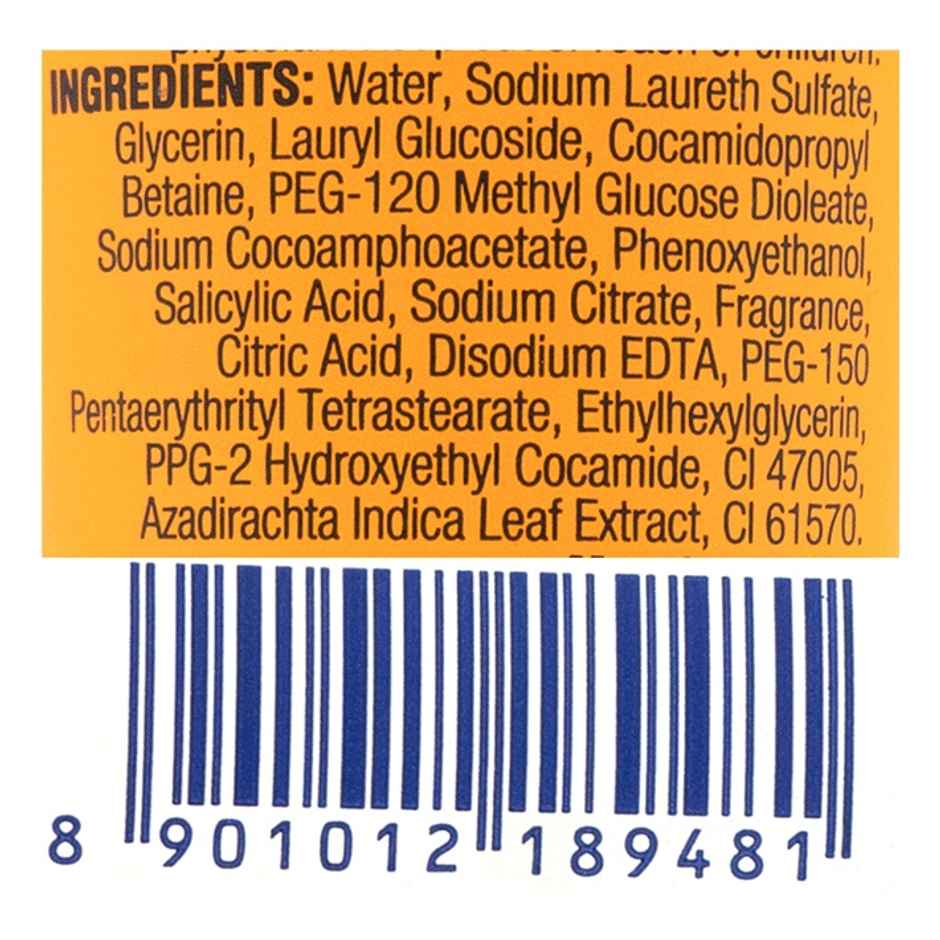 of children.
INGREDIENTS: Water, Sodium Laureth Sulfate,
Glycerin, Lauryl Glucoside, Cocamidopropyl
Betaine, PEG-120 Methyl Glucose Dioleate,
Sodium Cocoamphoacetate, Phenoxyethanol,
Salicylic Acid, Sodium Citrate, Fragrance,
Citric Acid, Disodium EDTA, PEG-150
Pentaerythrityl Tetrastearate, Ethylhexylglycerin,
PPG-2 Hydroxyethyl Cocamide, CI 47005,
Azadirachta Indica Leaf Extract, CI 61570.
8 901012 189481